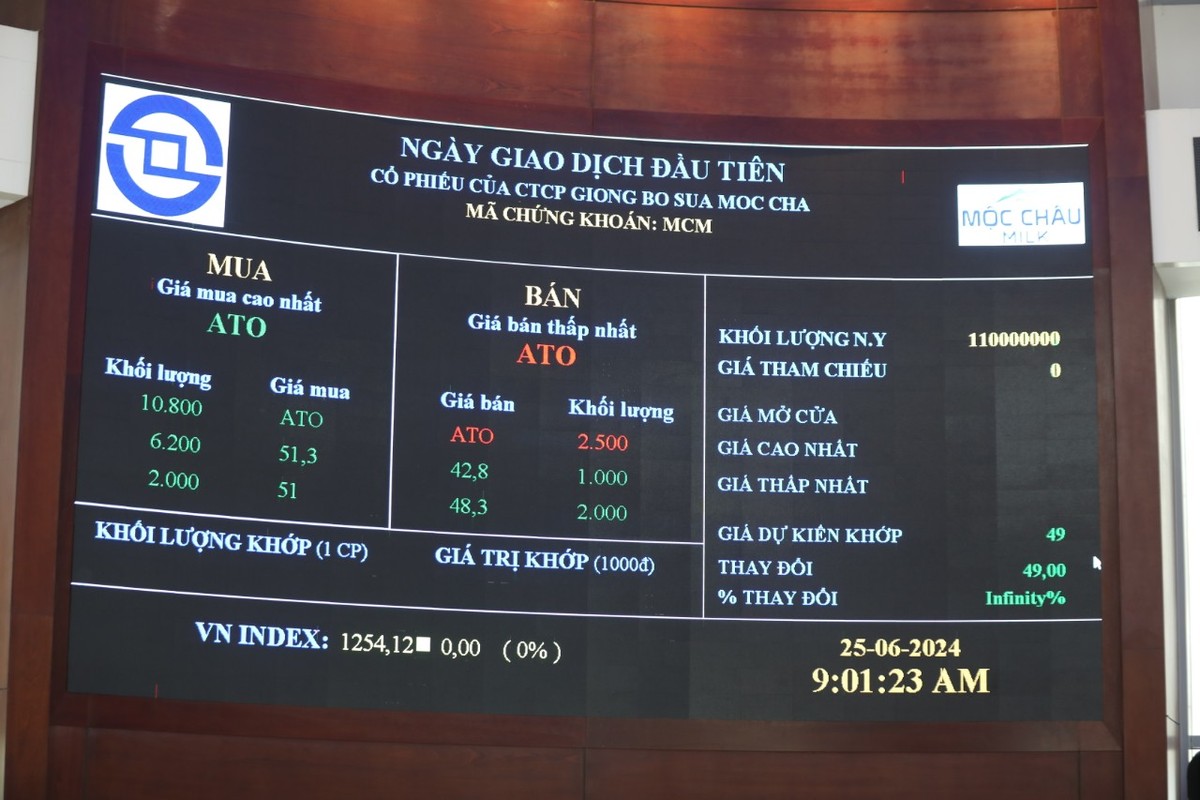 NGÀY GIAO DỊCH ĐẦU TIÊN
CỔ PHIẾU CỦA CTCP GIONG BO SUA MOC CHA
MÃ CHỨNG KHOÁN: MCM
MỘC CHÂU
MILK
MUA
Giá mua cao nhất
ATO
Khối lượng Giá mua
10.800 ATO
6.200 51,3
2.000 51
BÁN
Giá bán thấp nhất
ATO
Giá bán Khối lượng
ATO 2.500
42,8 1.000
48,3 2.000
KHỐI LƯỢNG N.Y 110000000
GIÁ THAM CHIẾU 0
GIÁ MỞ CỬA
GIÁ CAO NHẤT
GIÁ THẤP NHẤT
GIÁ DỰ KIẾN KHỚP 49
THAY ĐỔI 49,00
% THAY ĐỔI Infinity%
KHỐI LƯỢNG KHỚP (1 CP) GIÁ TRỊ KHỚP (1000đ)
VN INDEX: 1254,12 0,00 ( 0% )
25-06-2024
9:01:23 AM